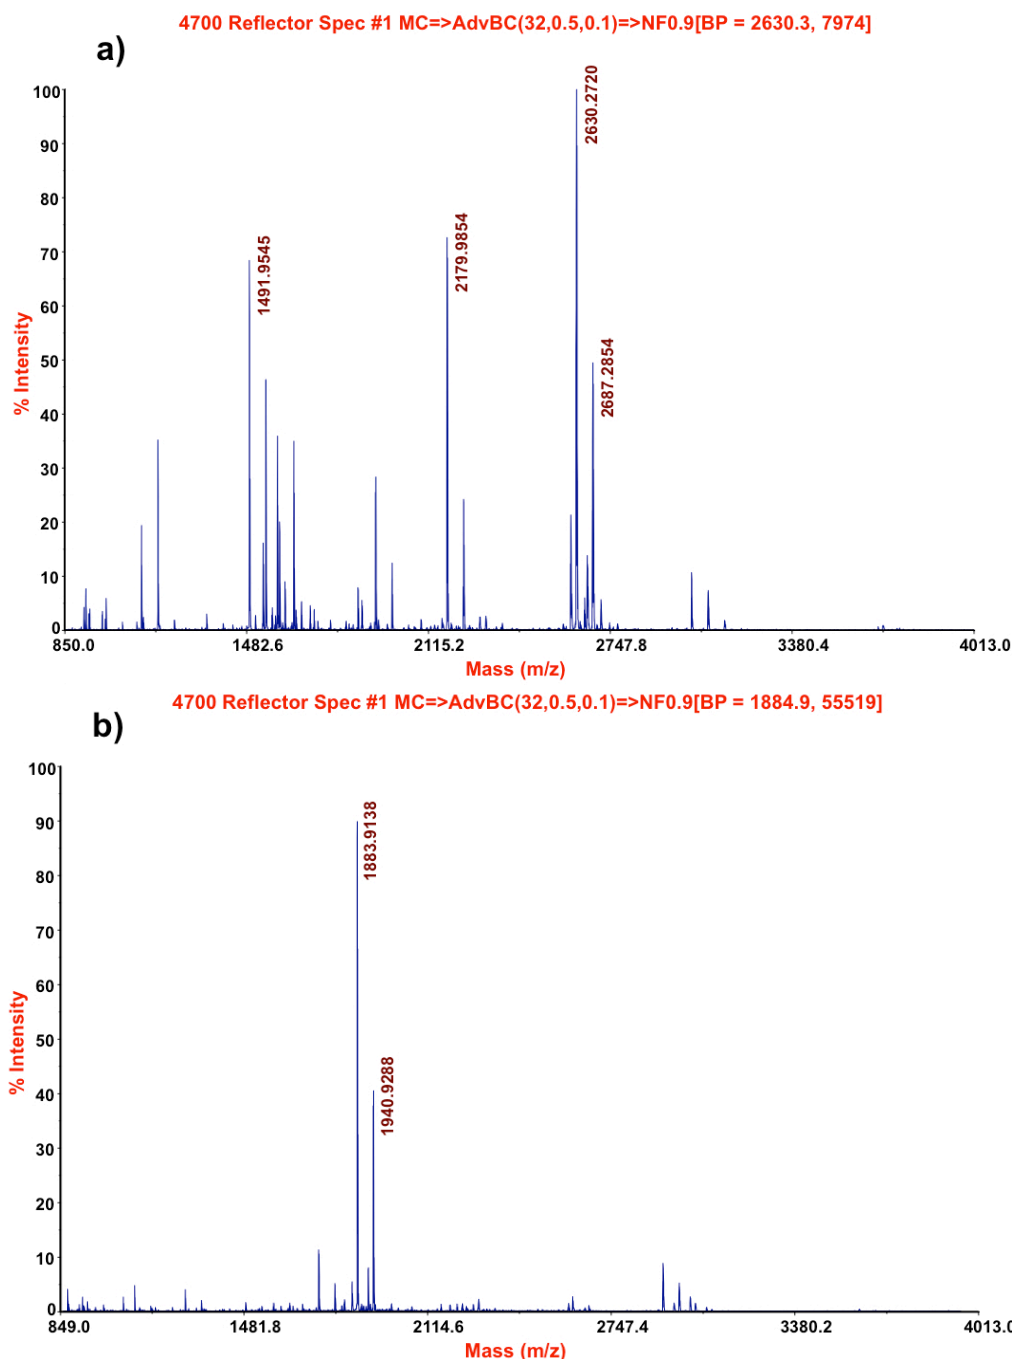 4700 Reflector Spec #1 MC=>AdvBC(32,0.5,0.1)=>NF0.9[BP = 2630.3, 7974]
a)
2630.2720
2179.9854
1491.9545
2687.2854
100
90
80
70
60
50
40
30
20
10
0
% Intensity
850.0 1482.6 2115.2 2747.8 3380.4 4013.0
Mass (m/z)
4700 Reflector Spec #1 MC=>AdvBC(32,0.5,0.1)=>NF0.9[BP = 1884.9, 55519]
b)
1883.9138
1940.9288
100
90
80
70
60
50
40
30
20
10
0
% Intensity
849.0 1481.8 2114.6 2747.4 3380.2 4013.0
Mass (m/z)